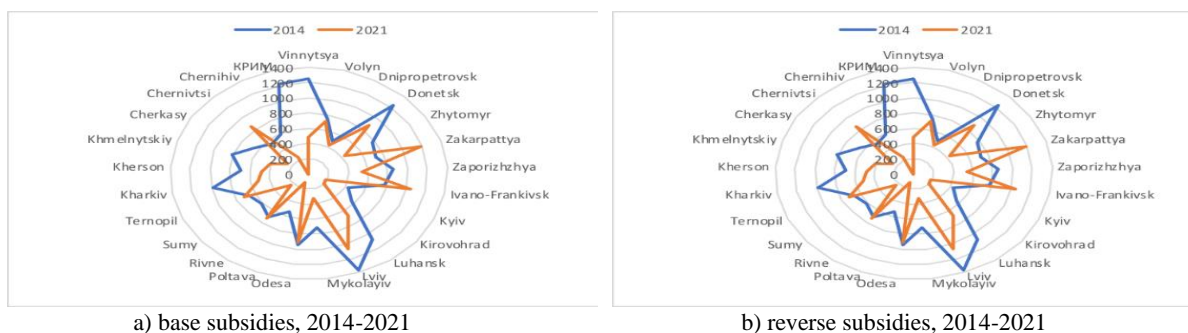 2014 2021
Vinnytsya
КРИМ
Volyn
Chernihiv
Dnipropetrovsk
Chernivtsi
Donetsk
Cherkasy
Zhytomyr
Khmelnytskiy
Zakarpattya
Kherson
Zaporizhzhya
Kharkiv
Ivano-Frankivsk
Ternopil
Kyiv
Sumy
Kirovohrad
Rivne
Luhansk
Poltava
Lviv
Odesa
Mykolayiv
1400
1200
1000
800
600
400
200
0
a) base subsidies, 2014-2021
2014 2021
Vinnytsya
КРИМ
Volyn
Chernihiv
Dnipropetrovsk
Chernivtsi
Donetsk
Cherkasy
Zhytomyr
Khmelnytskiy
Zakarpattya
Kherson
Zaporizhzhya
Kharkiv
Ivano-Frankivsk
Ternopil
Kyiv
Sumy
Kirovohrad
Rivne
Luhansk
Poltava
Lviv
Odesa
Mykolayiv
1400
1200
1000
800
600
400
200
0
b) reverse subsidies, 2014-2021